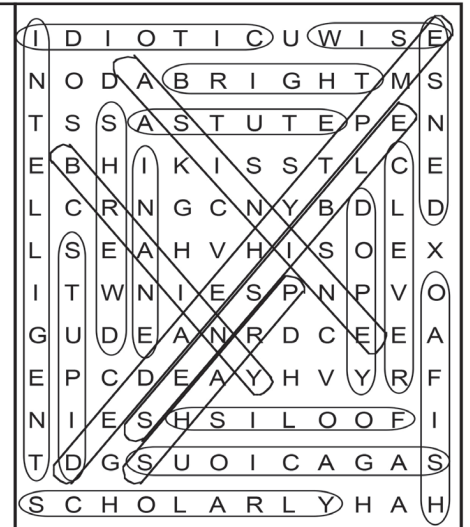 I D I O T I C U W I S E
N O D A B R I G H T M S
T S S A S T U T E P E N
E B H I K I S S T L C E
L C R N G C N Y B D L D
L S E A H V H I S O E X
I T W N I E S P N P V O
G U D E A N R D C E E A
E P C D E A Y H V Y R F
N I E S H S I L O O F I
T D G S U O I C A G A S
S C H O L A R L Y H A H